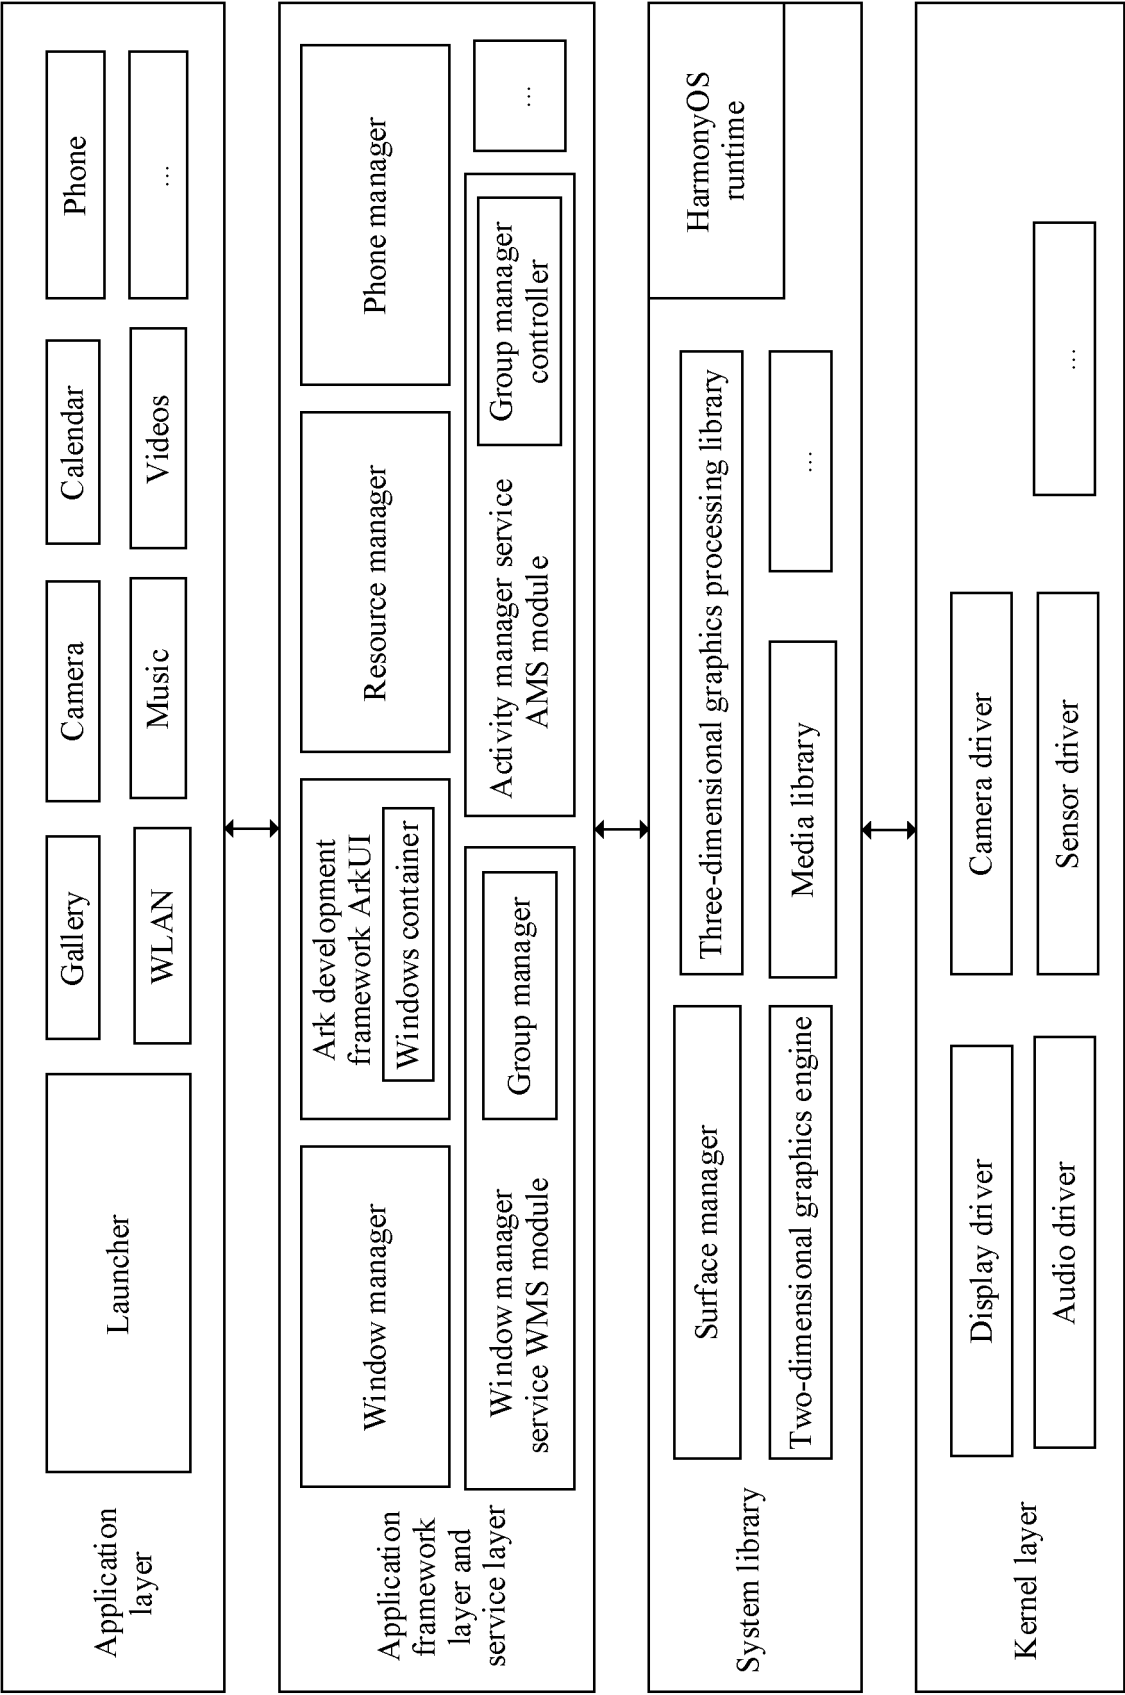 Application
layer
Launcher
Gallery
Camera
Calendar
Phone
WLAN
Music
Videos
...
Application
framework
layer and
service layer
Window manager
Ark development
framework ArkUI
Windows container
Resource manager
Phone manager
Window manager
service WMS module
Group manager
Activity manager service
AMS module
Group manager
controller
...
System library
Surface manager
Three-dimensional graphics processing library
HarmonyOS
runtime
Two-dimensional graphics engine
Media library
...
Kernel layer
Display driver
Camera driver
Audio driver
Sensor driver
...